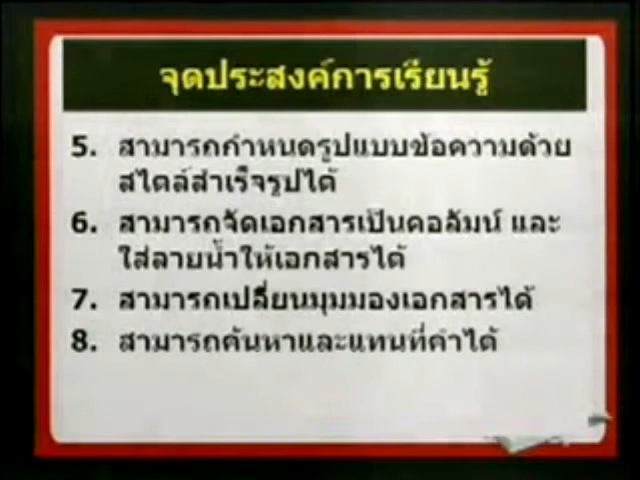 จุดประสงค์การเรียนรู้
5. สามารถกำหนดรูปแบบข้อความด้วย
สไตล์สำเร็จรูปได้
6. สามารถจัดเอกสารเป็นคอลัมน์ และ
ใส่ลายน้ำให้เอกสารได้
7. สามารถเปลี่ยนมุมมองเอกสารได้
8. สามารถค้นหาและแทนที่คำได้